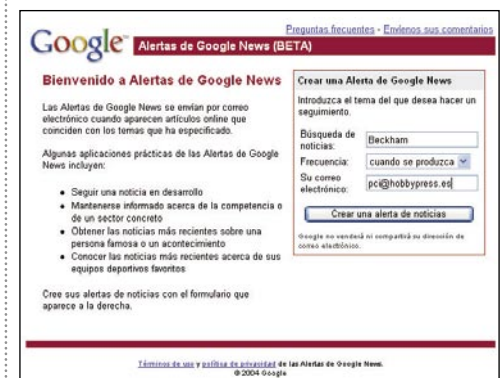 Preguntas frecuentes - Envíenos sus comentarios
Google Alertas de Google News (BETA)
Bienvenido a Alertas de Google News
Las Alertas de Google News se envían por correo
electrónico cuando aparecen artículos online que
coinciden con los temas que ha especificado.
Algunas aplicaciones prácticas de las Alertas de Google
News incluyen:
• Seguir una noticia en desarrollo
• Mantenerse informado acerca de la competencia o
de un sector concreto
• Obtener las noticias más recientes sobre una
persona famosa o un acontecimiento
• Conocer las noticias más recientes acerca de sus
equipos deportivos favoritos
Cree sus alertas de noticias con el formulario que
aparece a la derecha.
Crear una Alerta de Google News
Introduzca el tema del que desea hacer un
seguimiento.
Búsqueda de
noticias: Beckham
Frecuencia: cuando se produzca
Su correo
electrónico: pci@hobbypress.es
Crear una alerta de noticias
Google no venderá ni compartirá su dirección de
correo electrónico.
Términos de uso y política de privacidad de las Alertas de Google News.
©2004 Google